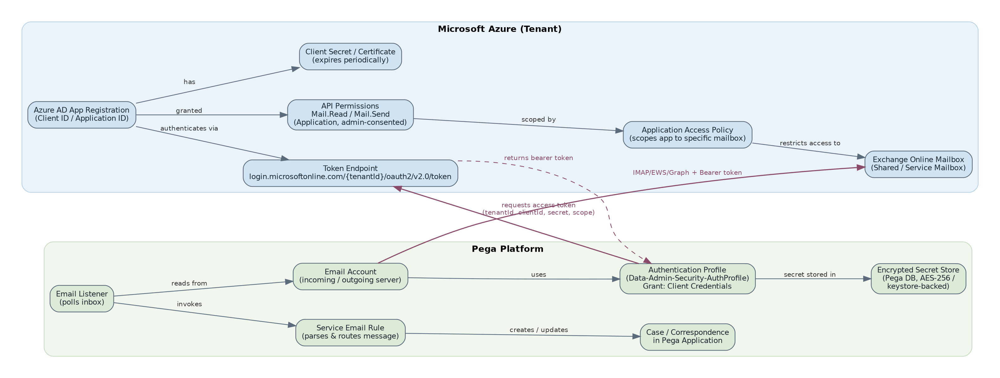 Microsoft Azure (Tenant)
Client Secret / Certificate
(expires periodically)
has
Azure AD App Registration
(Client ID / Application ID)
granted
API Permissions
Mail.Read / Mail.Send
(Application, admin-consented)
scoped by
Application Access Policy
(scopes app to specific mailbox)
authenticates via
restricts access to
Exchange Online Mailbox
(Shared / Service Mailbox)
Token Endpoint
login.microsoftonline.com/{tenantId}/oauth2/v2.0/token
returns bearer token
IMAP/EWS/Graph + Bearer token
requests access token
(tenantId, clientId, secret, scope)
Pega Platform
Email Listener
(polls inbox)
reads from
Email Account
(incoming / outgoing server)
uses
Authentication Profile
(Data-Admin-Security-AuthProfile)
Grant: Client Credentials
secret stored in
Encrypted Secret Store
(Pega DB, AES-256 /
keystore-backed)
invokes
Service Email Rule
(parses & routes message)
creates / updates
Case / Correspondence
in Pega Application